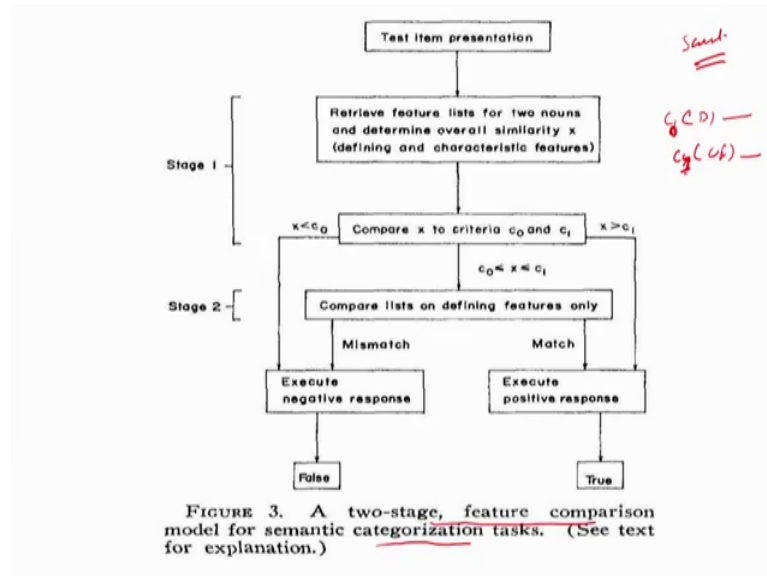 Test item presentation
Retrieve feature lists for two nouns
and determine overall similarity x
(defining and characteristic features)
Stage 1
x<c₀
Compare x to criteria c₀ and c₁
x>c₁
c₀≤ x ≤ c₁
Stage 2
Compare lists on defining features only
Mismatch
Match
Execute
negative response
Execute
positive response
False
True
FIGURE 3. A two-stage, feature comparison
model for semantic categorization tasks. (See text
for explanation.)